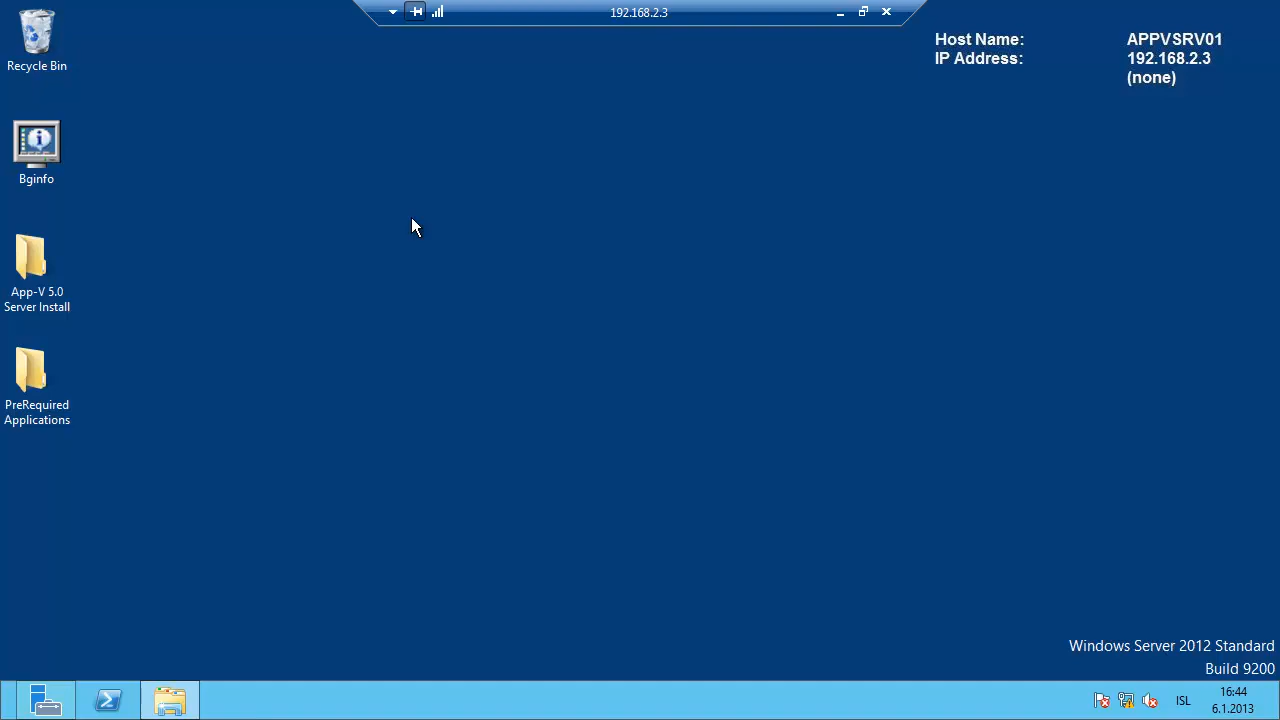 192.168.2.3
Host Name: APPVSRV01
IP Address: 192.168.2.3
(none)
Recycle Bin
Bginfo
App-V 5.0
Server Install
PreRequired
Applications
Windows Server 2012 Standard
Build 9200
ISL
16:44
6.1.2013